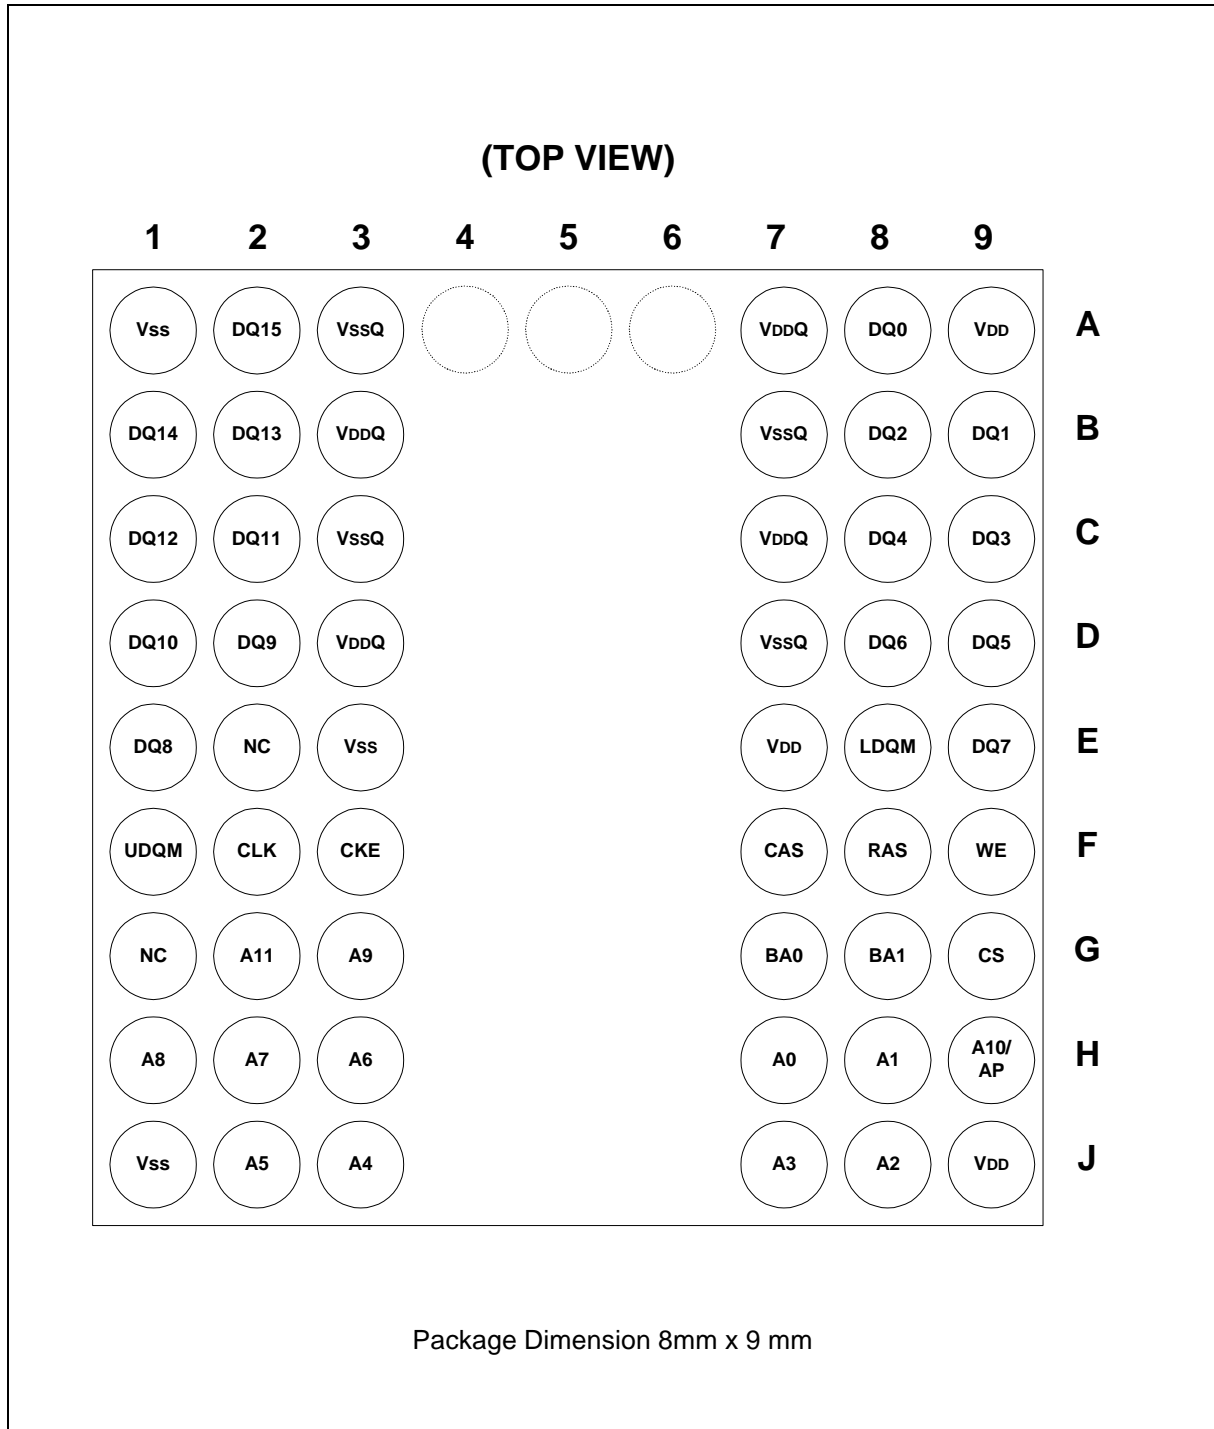 (TOP VIEW)
1 2 3 4 5 6 7 8 9
Vss DQ15 VssQ VDDQ DQ0 VDD A
DQ14 DQ13 VDDQ VssQ DQ2 DQ1 B
DQ12 DQ11 VssQ VDDQ DQ4 DQ3 C
DQ10 DQ9 VDDQ VssQ DQ6 DQ5 D
DQ8 NC Vss VDD LDQM DQ7 E
UDQM CLK CKE CAS RAS WE F
NC A11 A9 BA0 BA1 CS G
A8 A7 A6 A0 A1 A10/ AP H
Vss A5 A4 A3 A2 VDD J
Package Dimension 8mm x 9 mm